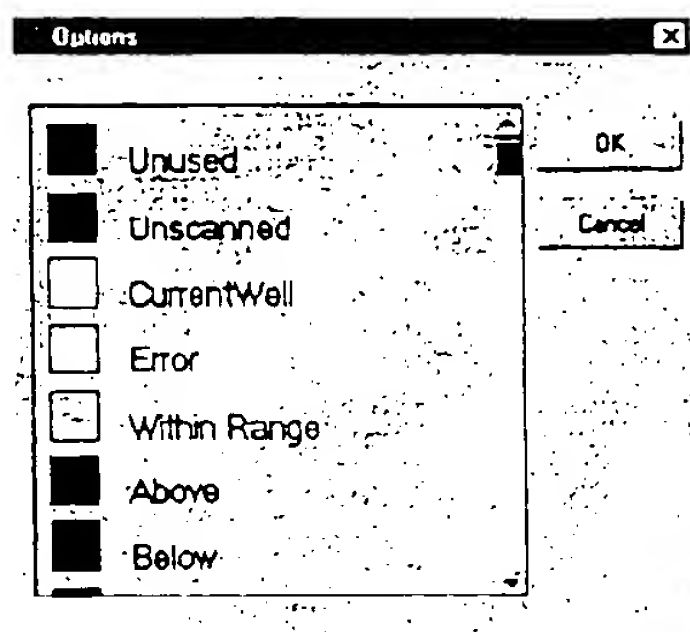 Options
OK
Cancel
Unused
Unscanned
CurrentWell
Error
Within Range
Above
Below